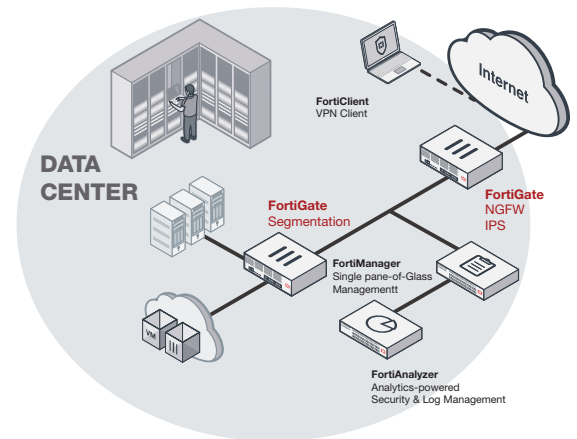 Internet
FortiClient
VPN Client
DATA
CENTER
FortiGate
NGFW
IPS
FortiGate
Segmentation
FortiManager
Single pane-of-Glass
Managementt
VM
FortiAnalyzer
Analytics-powered
Security & Log Management